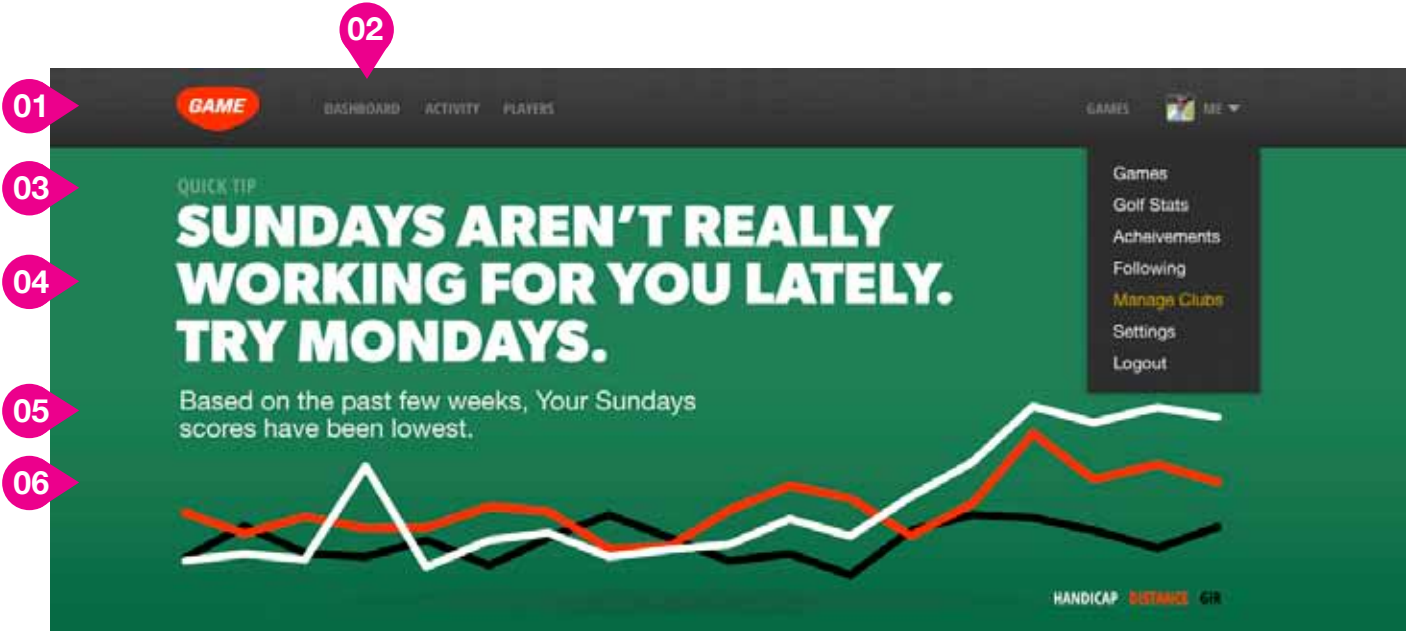 02
01
GAME DASHBOARD ACTIVITY PLAYERS GAMES ME
03
QUICK TIP
SUNDAYS AREN'T REALLY
04
WORKING FOR YOU LATELY.
TRY MONDAYS.
Games
Golf Stats
Acheivements
Following
Manage Clubs
Settings
Logout
05
Based on the past few weeks, Your Sundays
scores have been lowest.
06
HANDICAP DISTANCE GIR